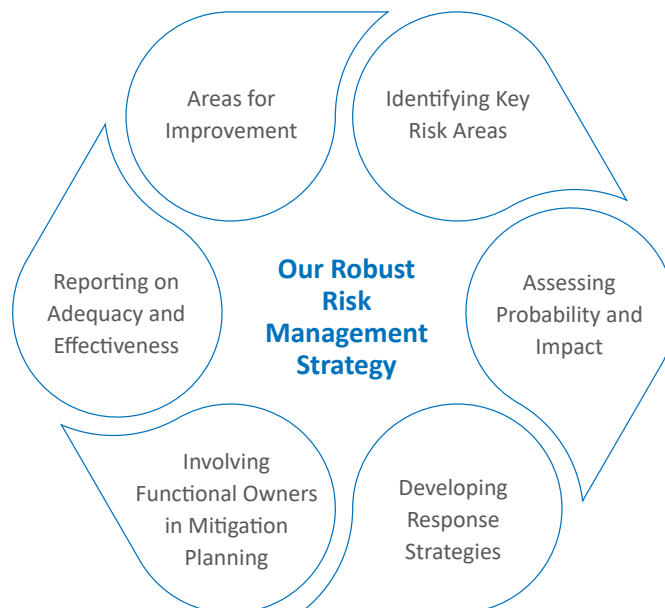 Areas for
Improvement
Identifying Key
Risk Areas
Our Robust
Risk
Management
Strategy
Reporting on
Adequacy and
Effectiveness
Assessing
Probability and
Impact
Involving
Functional Owners
in Mitigation
Planning
Developing
Response
Strategies